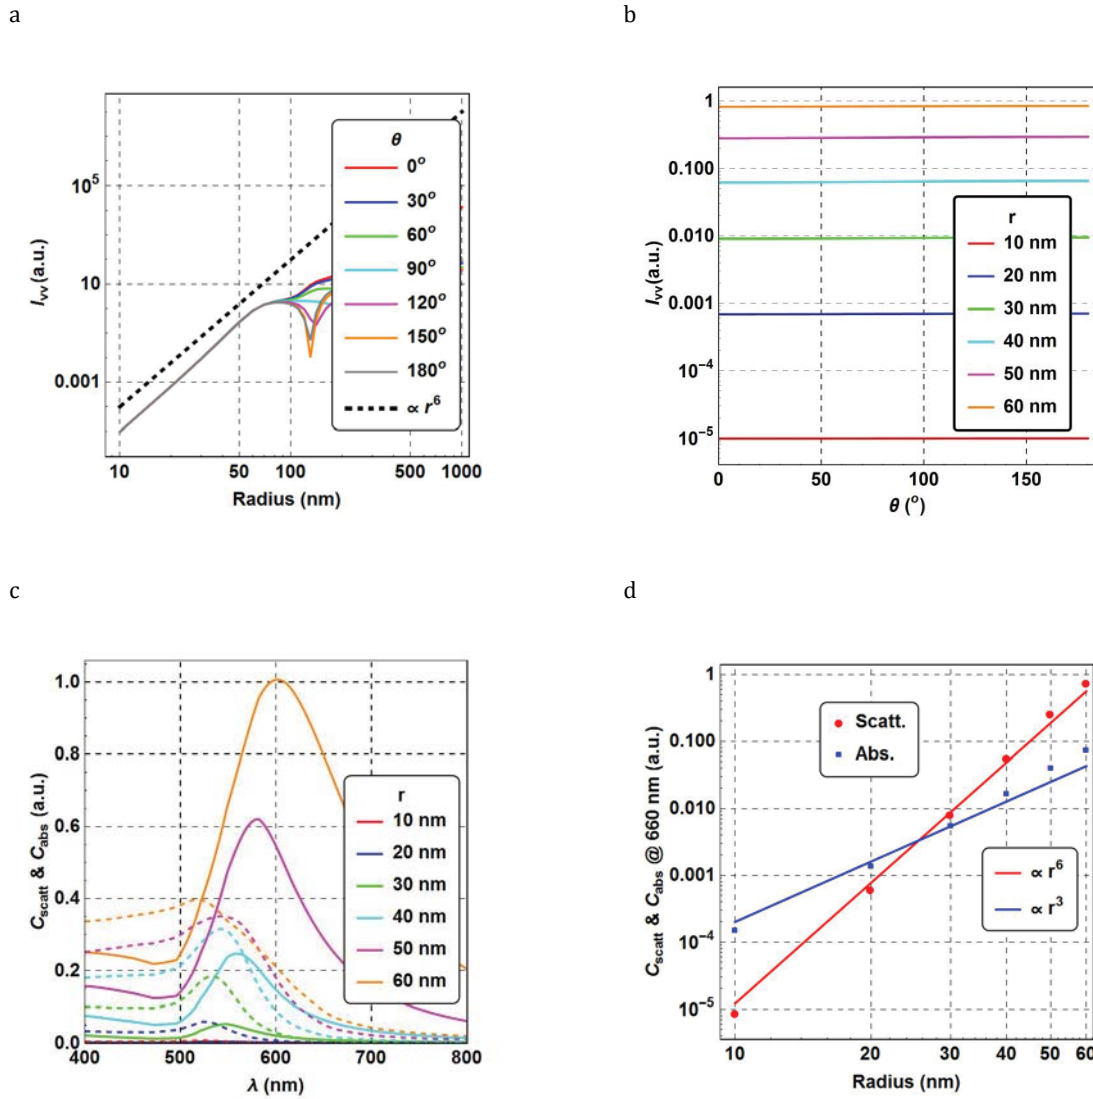 a
I_vv (a.u.)
10⁵
10
0.001
10 50 100 500 1000
Radius (nm)
θ
0°
30°
60°
90°
120°
150°
180°
∝ r⁶
b
I_vv (a.u.)
1
0.100
0.010
0.001
10⁻⁴
10⁻⁵
0 50 100 150
θ (°)
r
10 nm
20 nm
30 nm
40 nm
50 nm
60 nm
c
C_scatt & C_abs (a.u.)
1.0
0.8
0.6
0.4
0.2
0.0
400 500 600 700 800
λ (nm)
r
10 nm
20 nm
30 nm
40 nm
50 nm
60 nm
d
C_scatt & C_abs @ 660 nm (a.u.)
1
0.100
0.010
0.001
10⁻⁴
10⁻⁵
10 20 30 40 50 60
Radius (nm)
Scatt.
Abs.
∝ r⁶
∝ r³